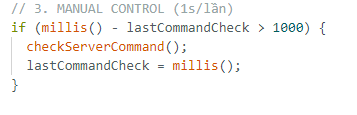 // 3. MANUAL CONTROL (1s/lần)
if (millis() - lastCommandCheck > 1000) {
  checkServerCommand();
  lastCommandCheck = millis();
}